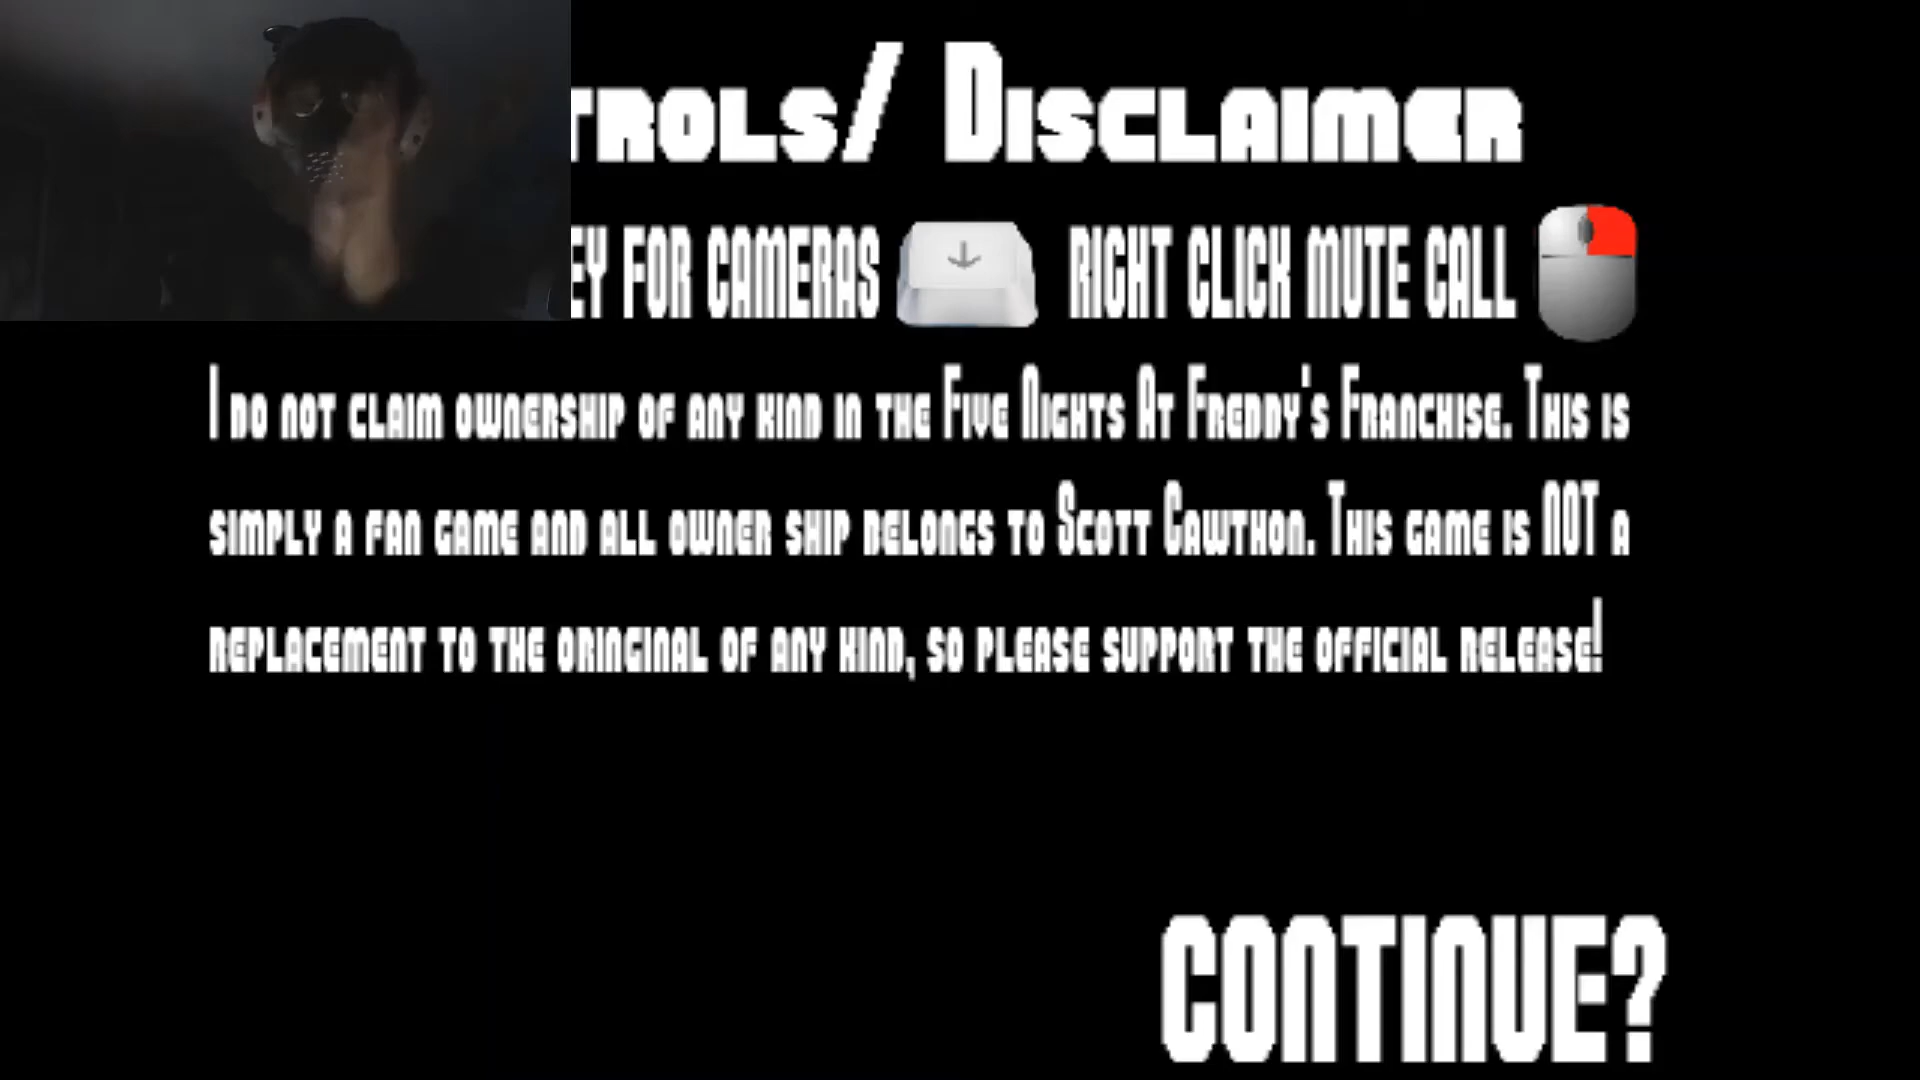 TROLS/ DISCLAIMER
EY FOR CAMERAS RIGHT CLICK MUTE CALL
I DO NOT CLAIM OWNERSHIP OF ANY KIND IN THE FIVE NIGHTS AT FREDDY'S FRANCHISE. THIS IS
SIMPLY A FAN GAME AND ALL OWNER SHIP BELONGS TO SCOTT CAWTHON. THIS GAME IS NOT A
REPLACEMENT TO THE ORINGINAL OF ANY KIND, SO PLEASE SUPPORT THE OFFICIAL RELEASE!
CONTINUE?